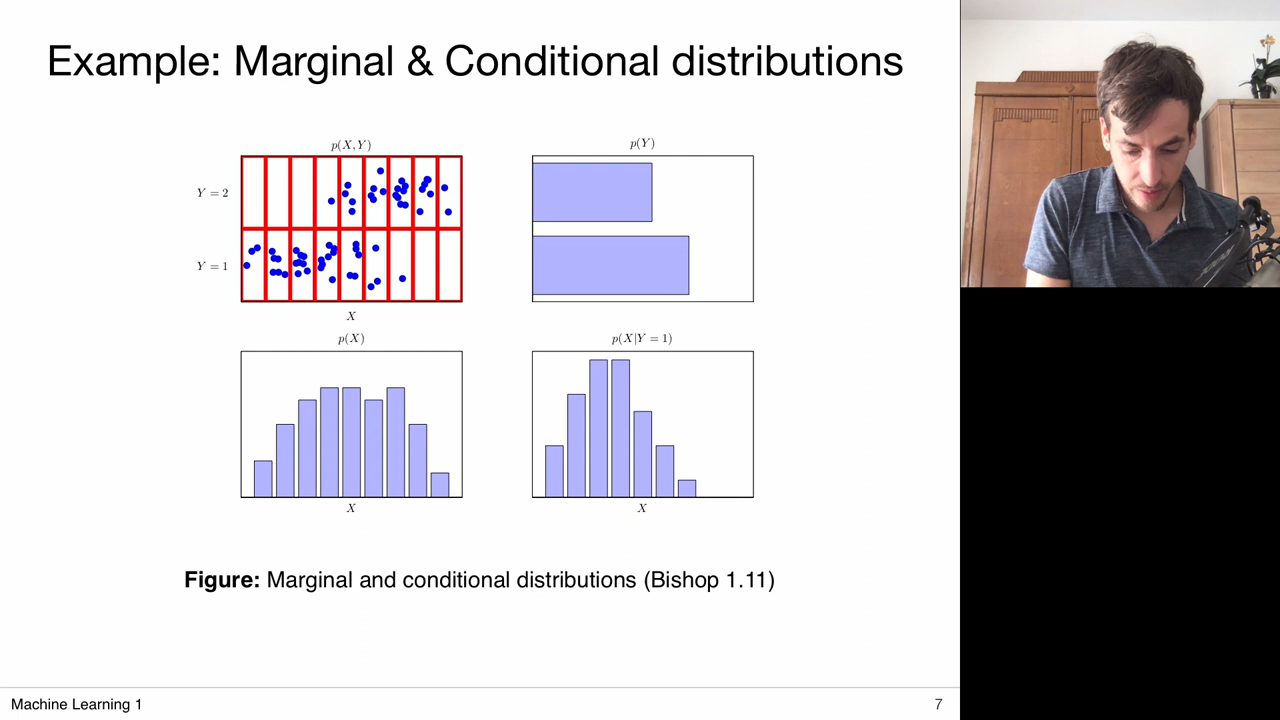 Example: Marginal & Conditional distributions
p(X, Y)
p(Y)
Y = 2
Y = 1
X
p(X)
p(X|Y = 1)
X
X
Figure: Marginal and conditional distributions (Bishop 1.11)
Machine Learning 1
7